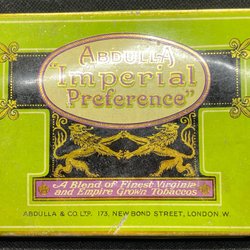 ABDULLA
"Imperial
Preference"
A Blend of Finest Virginia
and Empire Grown Tobaccos
ABDULLA & CO. LTD. 173, NEW BOND STREET, LONDON. W.